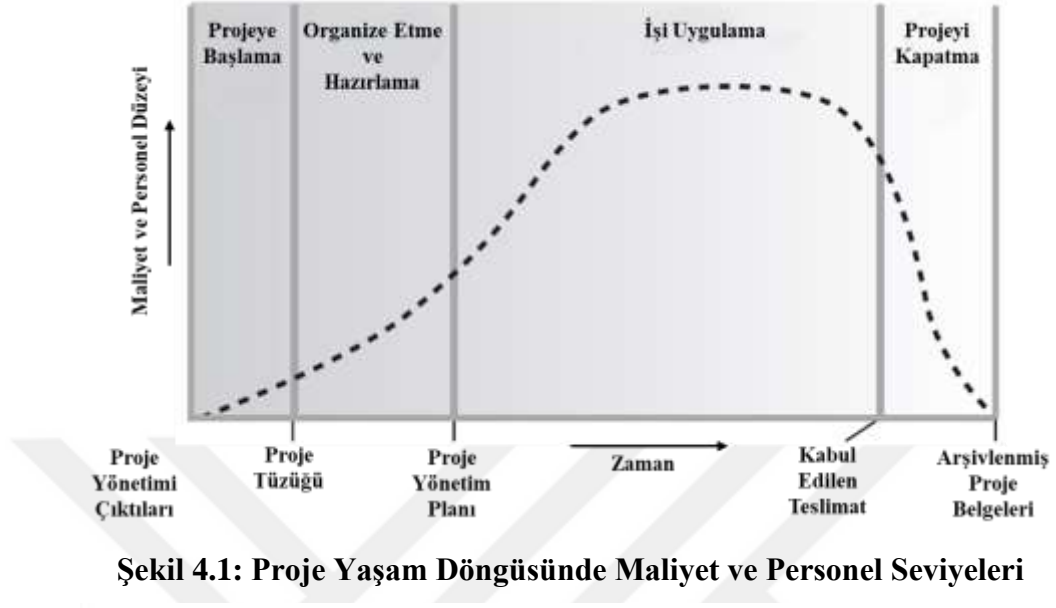 Projeye
Başlama
Organize Etme
ve
Hazırlama
İşi Uygulama
Projeyi
Kapatma
Maliyet ve Personel Düzeyi
Proje
Yönetimi
Çıktıları
Proje
Tüzüğü
Proje
Yönetim
Planı
Zaman
Kabul
Edilen
Teslimat
Arşivlenmiş
Proje
Belgeleri
Şekil 4.1: Proje Yaşam Döngüsünde Maliyet ve Personel Seviyeleri